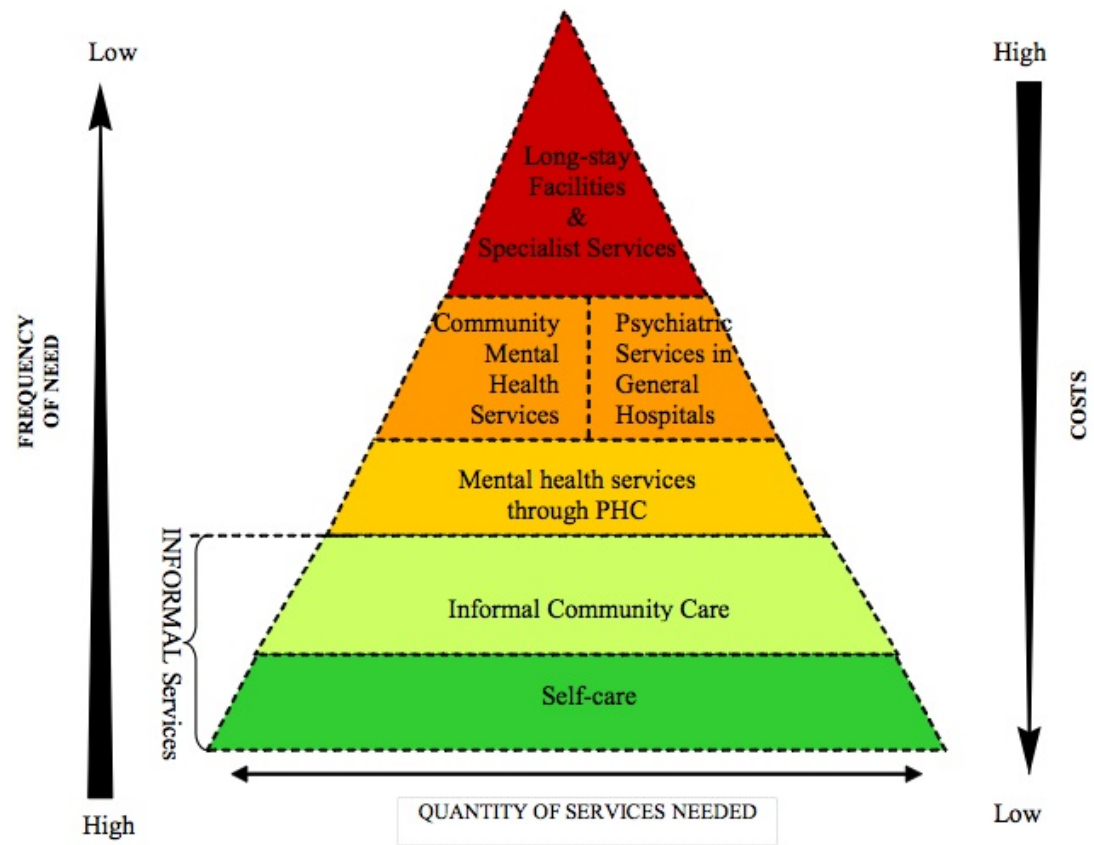 Low
High
Long-stay
Facilities
&
Specialist Services
Community
Mental
Health
Services
Psychiatric
Services in
General
Hospitals
FREQUENCY
OF NEED
COSTS
Mental health services
through PHC
INFORMAL Services
Informal Community Care
Self-care
QUANTITY OF SERVICES NEEDED
High
Low